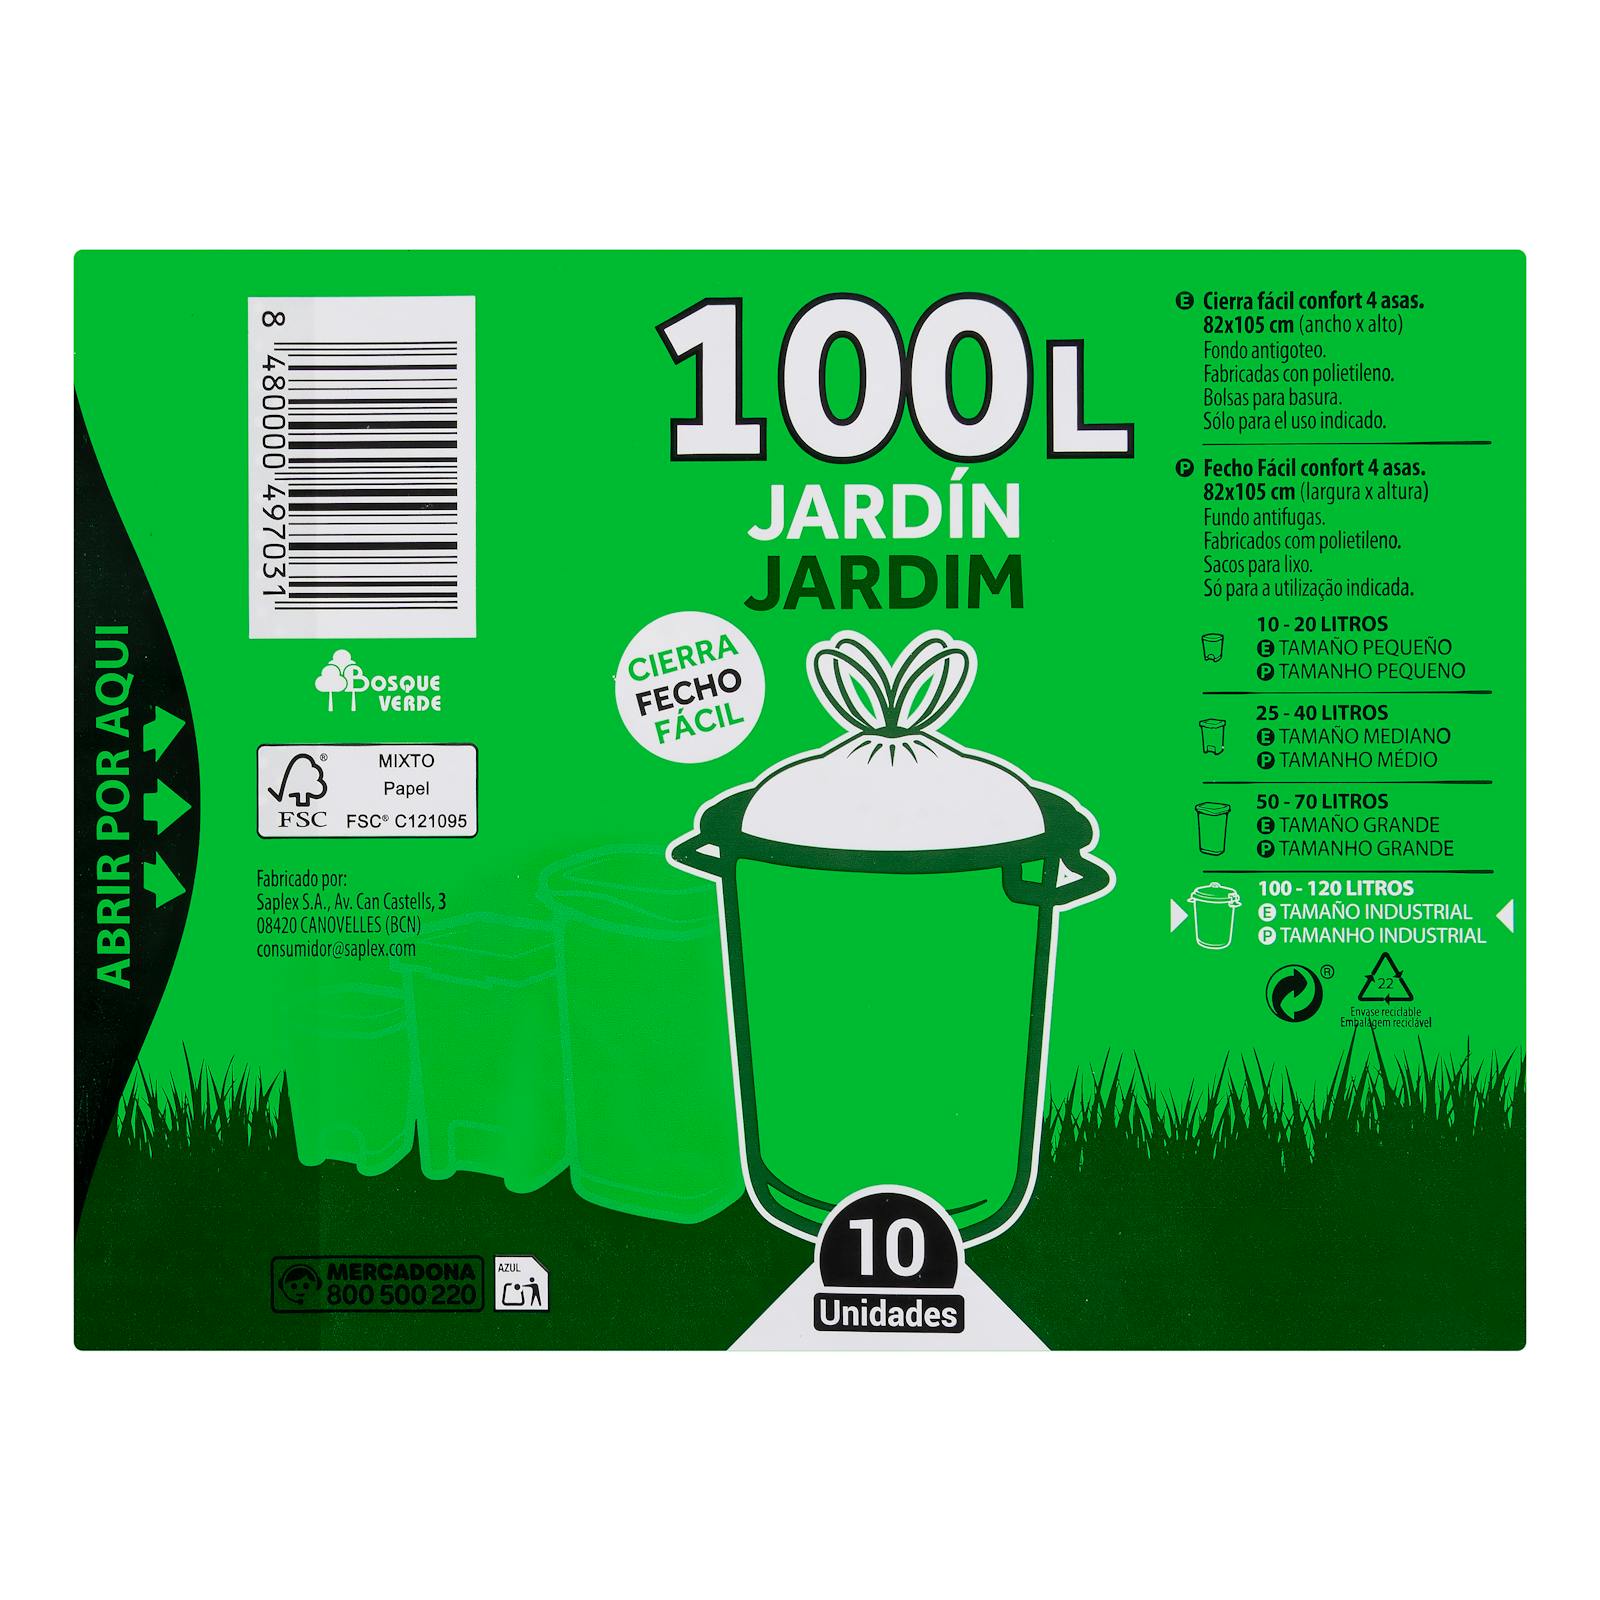 8 480000 497031
ABRIR POR AQUI
BOSQUE
VERDE
FSC®
MIXTO
Papel
FSC® C121095
Fabricado por:
Saplex S.A., Av. Can Castells, 3
08420 CANOVELLES (BCN)
consumidor@saplex.com
MERCADONA
800 500 220
AZUL
100L
JARDÍN
JARDIM
CIERRA
FECHO
FÁCIL
10
Unidades
E Cierra fácil confort 4 asas.
82x105 cm (ancho x alto)
Fondo antigoteo.
Fabricadas con polietileno.
Bolsas para basura.
Sólo para el uso indicado.
P Fecho Fácil confort 4 asas.
82x105 cm (largura x altura)
Fundo antifugas.
Fabricados com polietileno.
Sacos para lixo.
Só para a utilização indicada.
10 - 20 LITROS
E TAMAÑO PEQUEÑO
P TAMANHO PEQUENO
25 - 40 LITROS
E TAMAÑO MEDIANO
P TAMANHO MÉDIO
50 - 70 LITROS
E TAMAÑO GRANDE
P TAMANHO GRANDE
100 - 120 LITROS
E TAMAÑO INDUSTRIAL
P TAMANHO INDUSTRIAL
®
22
Envase reciclable
Embalagem reciclável